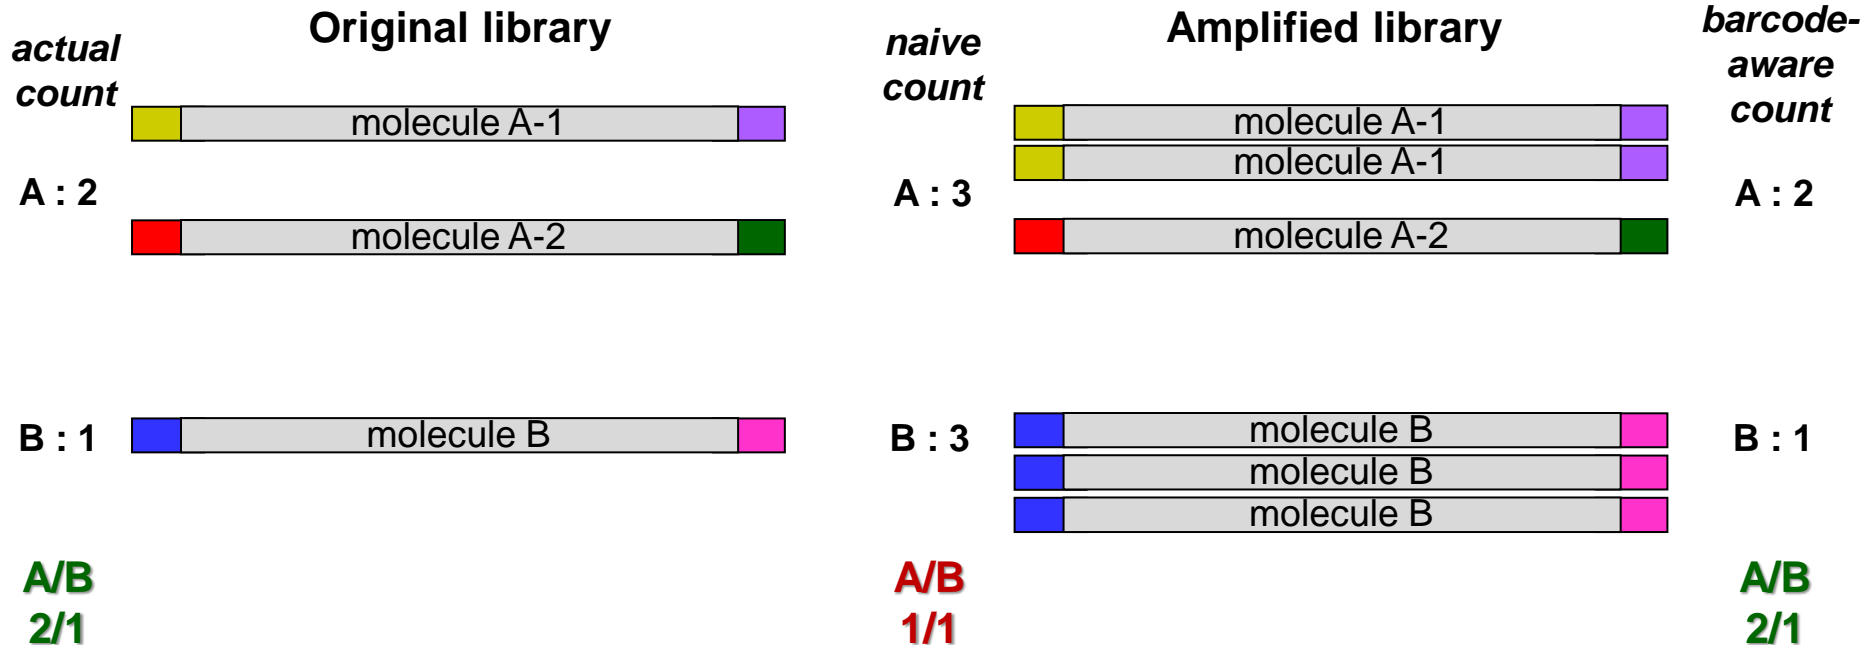 Original library
Amplified library
actual
count
naive
count
barcode-
aware
count
molecule A-1
molecule A-1
molecule A-1
A : 2
A : 3
A : 2
molecule A-2
molecule A-2
B : 1
molecule B
B : 3
molecule B
molecule B
molecule B
B : 1
A/B
2/1
A/B
1/1
A/B
2/1